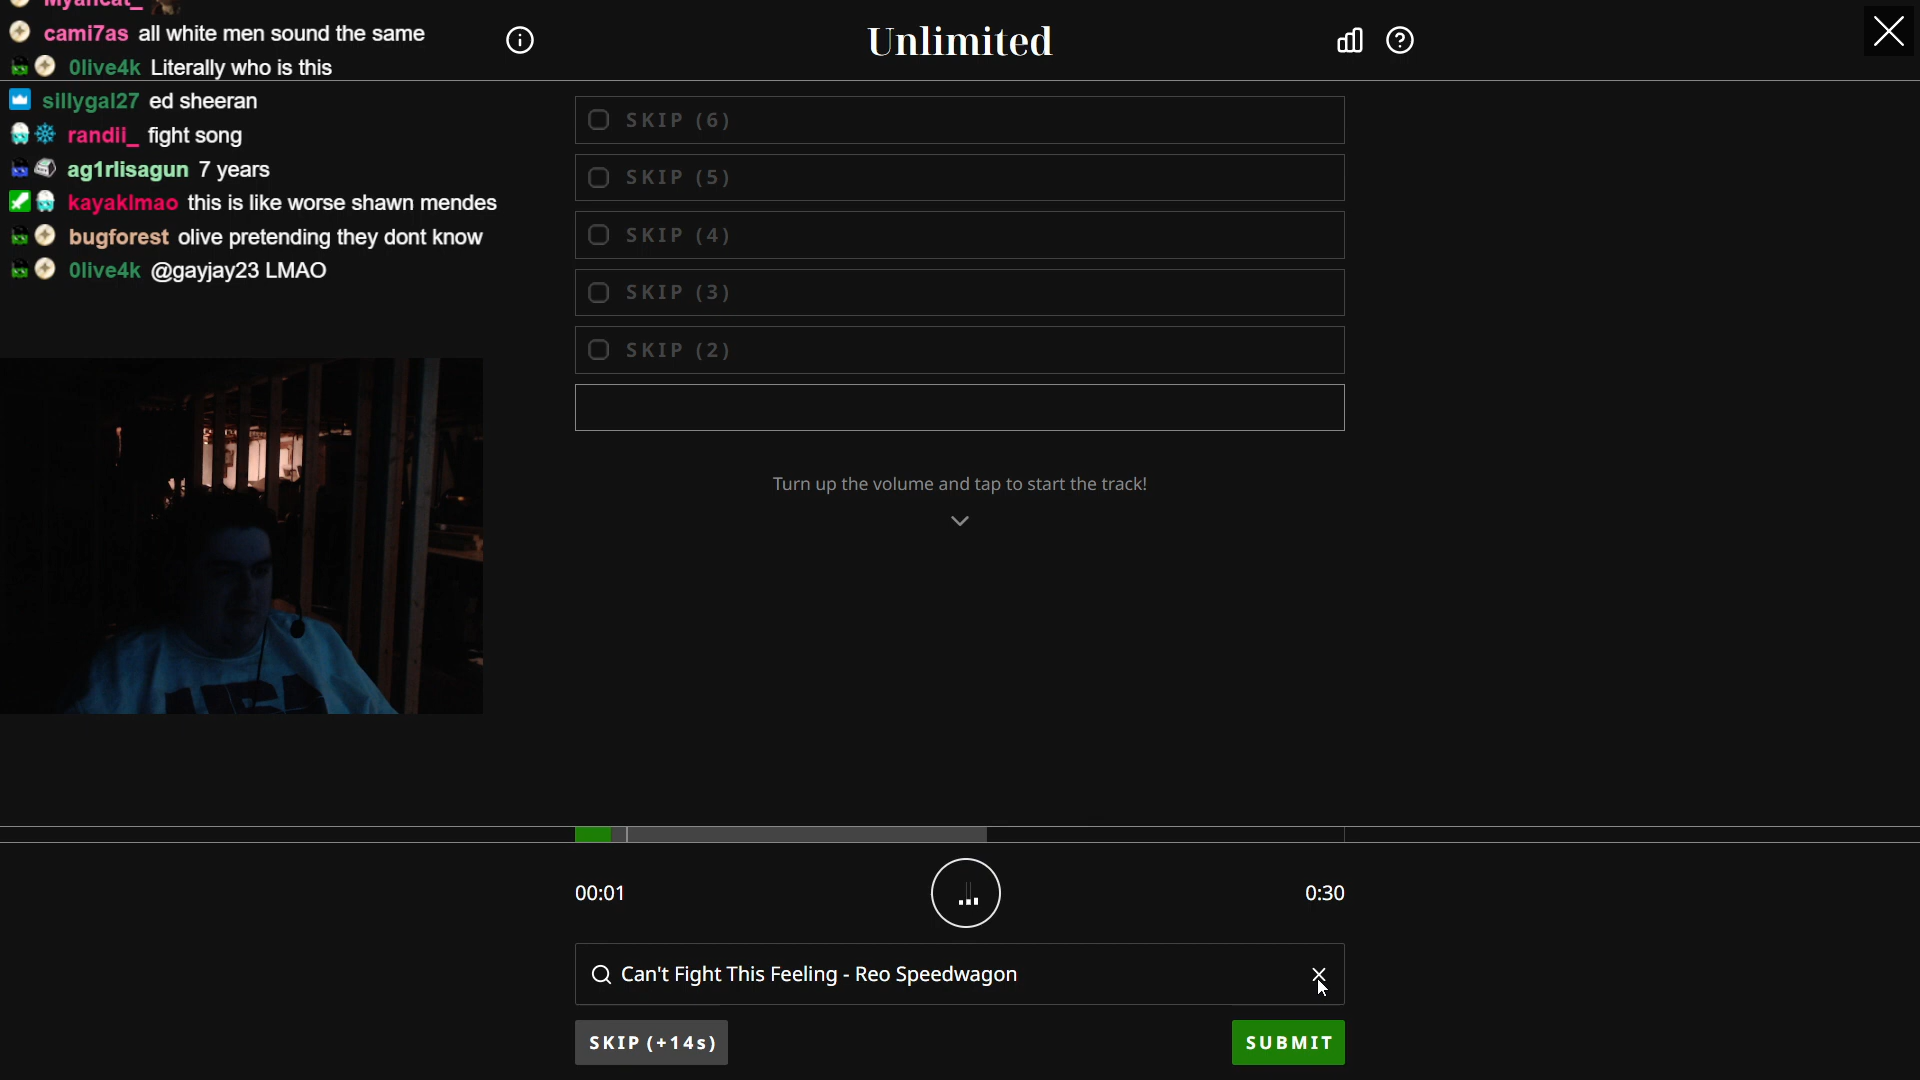 cami7as all white men sound the same
0live4k Literally who is this
sillygal27 ed sheeran
randii_ fight song
ag1rlisagun 7 years
kayaklmao this is like worse shawn mendes
bugforest olive pretending they dont know
0live4k @gayjay23 LMAO
Unlimited
SKIP (6)
SKIP (5)
SKIP (4)
SKIP (3)
SKIP (2)
Turn up the volume and tap to start the track!
00:01
0:30
Can't Fight This Feeling - Reo Speedwagon
SKIP (+14s)
SUBMIT